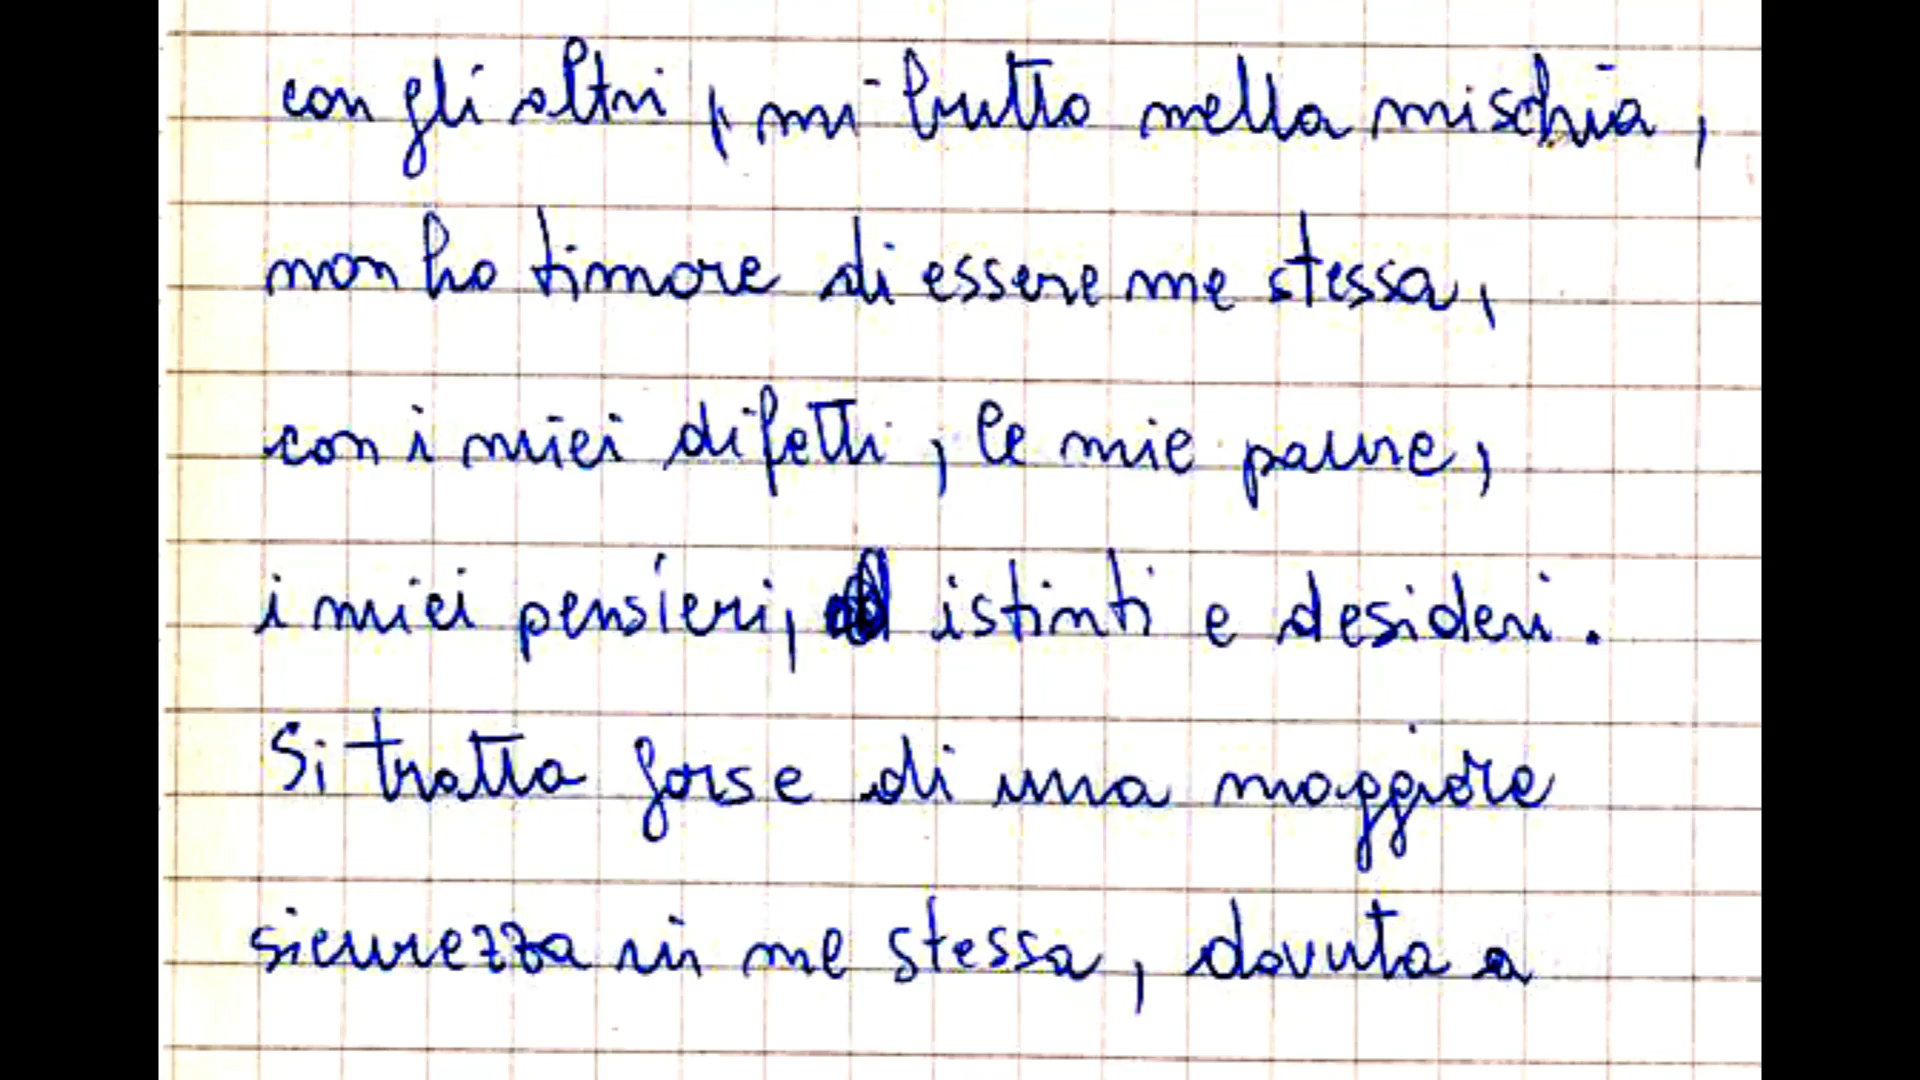 con gli altri, mi butto nella mischia,
non ho timore di essere me stessa,
con i miei difetti, le mie paure,
i miei pensieri, istinti e desideri.
Si tratta forse di una maggiore
sicurezza in me stessa, dovuta a